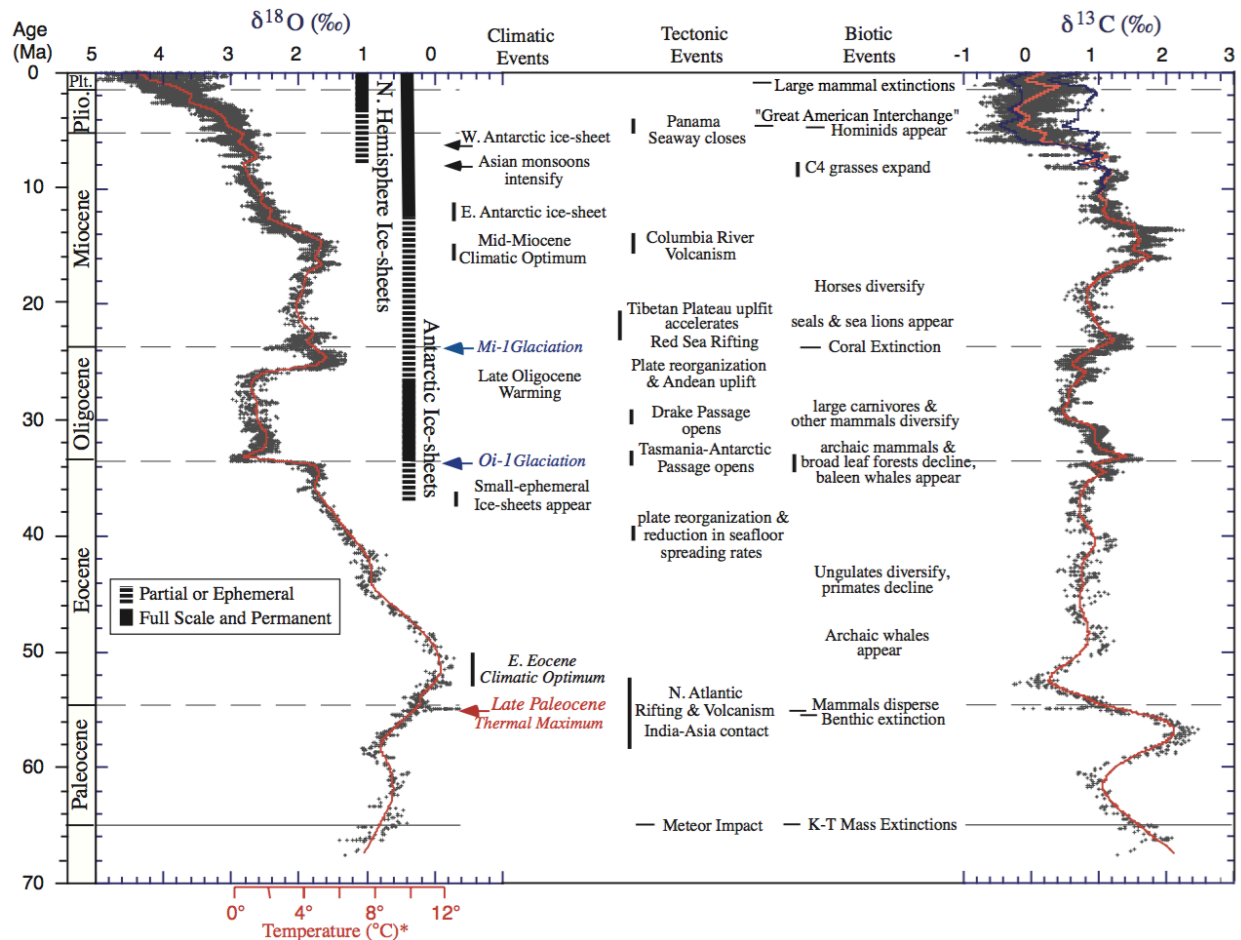 Age
(Ma)
δ18O (‰)
5 4 3 2 1 0
Climatic
Events
Tectonic
Events
Biotic
Events
δ13C (‰)
-1 0 1 2 3
0
10
20
30
40
50
60
70
Plt.
Plio.
Miocene
Oligocene
Eocene
Paleocene
N. Hemisphere Ice-sheets
Antarctic Ice-sheets
Partial or Ephemeral
Full Scale and Permanent
W. Antarctic ice-sheet
Asian monsoons
intensify
E. Antarctic ice-sheet
Mid-Miocene
Climatic Optimum
Mi-1Glaciation
Late Oligocene
Warming
Oi-1Glaciation
Small-ephemeral
Ice-sheets appear
E. Eocene
Climatic Optimum
Late Paleocene
Thermal Maximum
Panama
Seaway closes
Columbia River
Volcanism
Tibetan Plateau uplfit
accelerates
Red Sea Rifting
Plate reorganization
& Andean uplift
Drake Passage
opens
Tasmania-Antarctic
Passage opens
plate reorganization &
reduction in seafloor
spreading rates
N. Atlantic
Rifting & Volcanism
India-Asia contact
Meteor Impact
Large mammal extinctions
"Great American Interchange"
Hominids appear
C4 grasses expand
Horses diversify
seals & sea lions appear
Coral Extinction
large carnivores &
other mammals diversify
archaic mammals &
broad leaf forests decline,
baleen whales appear
Ungulates diversify,
primates decline
Archaic whales
appear
Mammals disperse
Benthic extinction
K-T Mass Extinctions
0° 4° 8° 12°
Temperature (°C)*